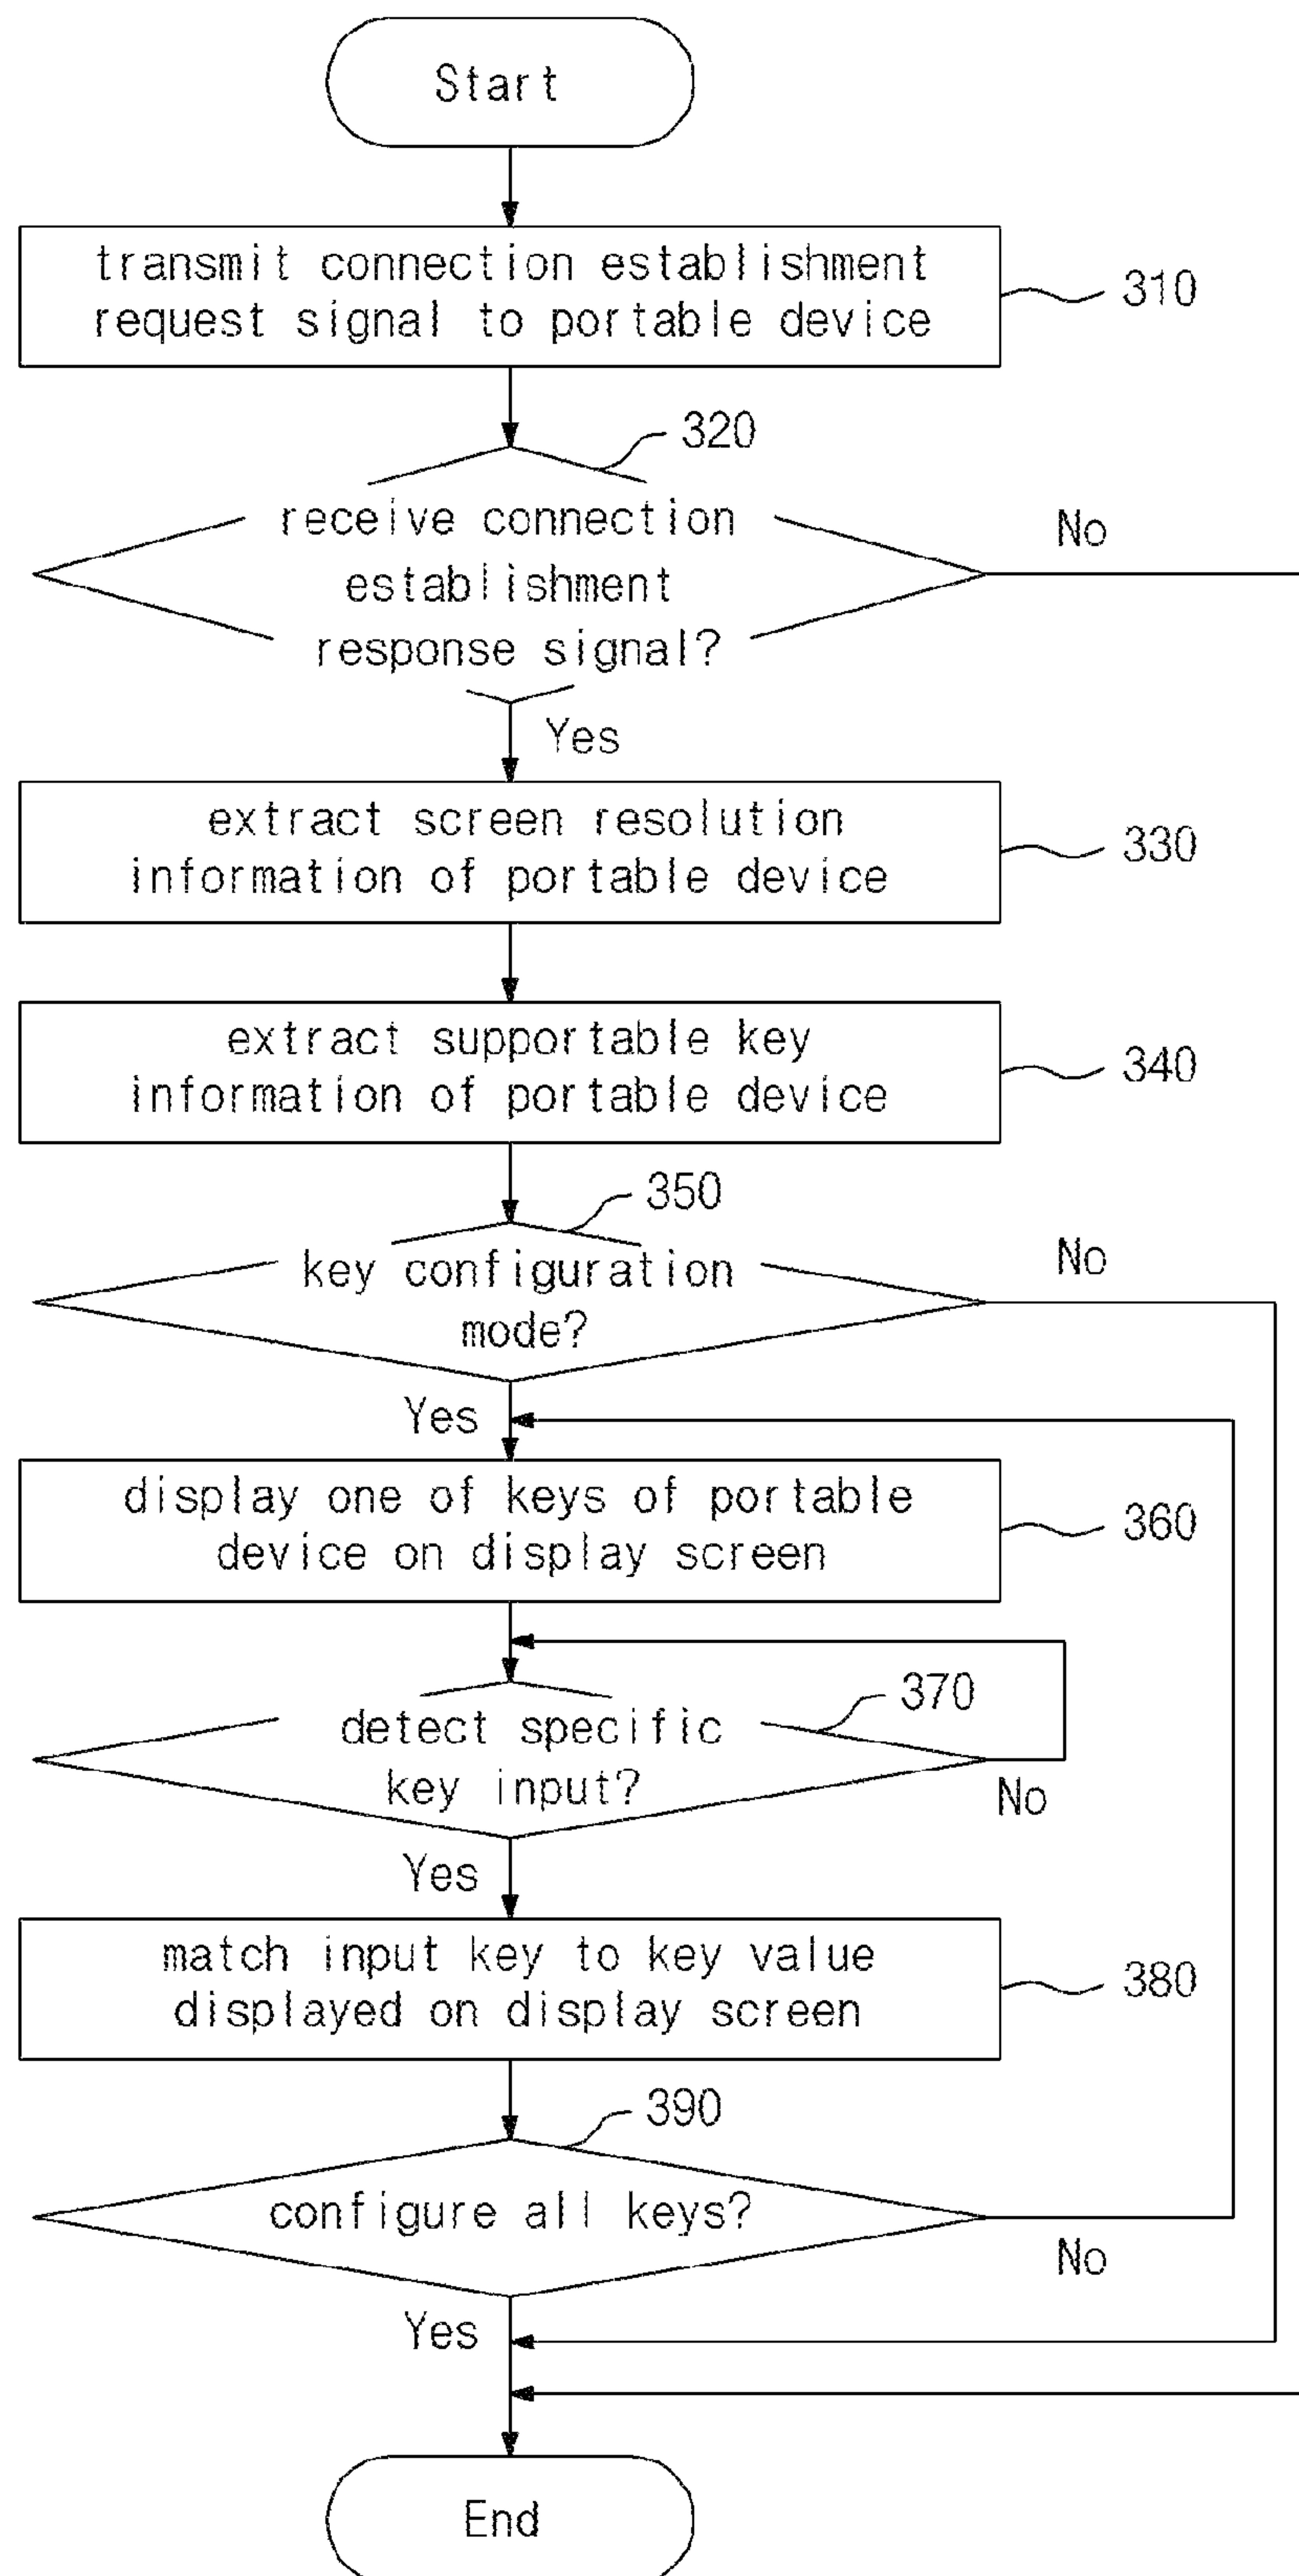 Start
transmit connection establishment
request signal to portable device
310
320
receive connection
establishment
response signal?
No
Yes
extract screen resolution
information of portable device
330
extract supportable key
information of portable device
340
350
key configuration
mode?
No
Yes
display one of keys of portable
device on display screen
360
370
detect specific
key input?
No
Yes
match input key to key value
displayed on display screen
380
390
configure all keys?
No
Yes
End